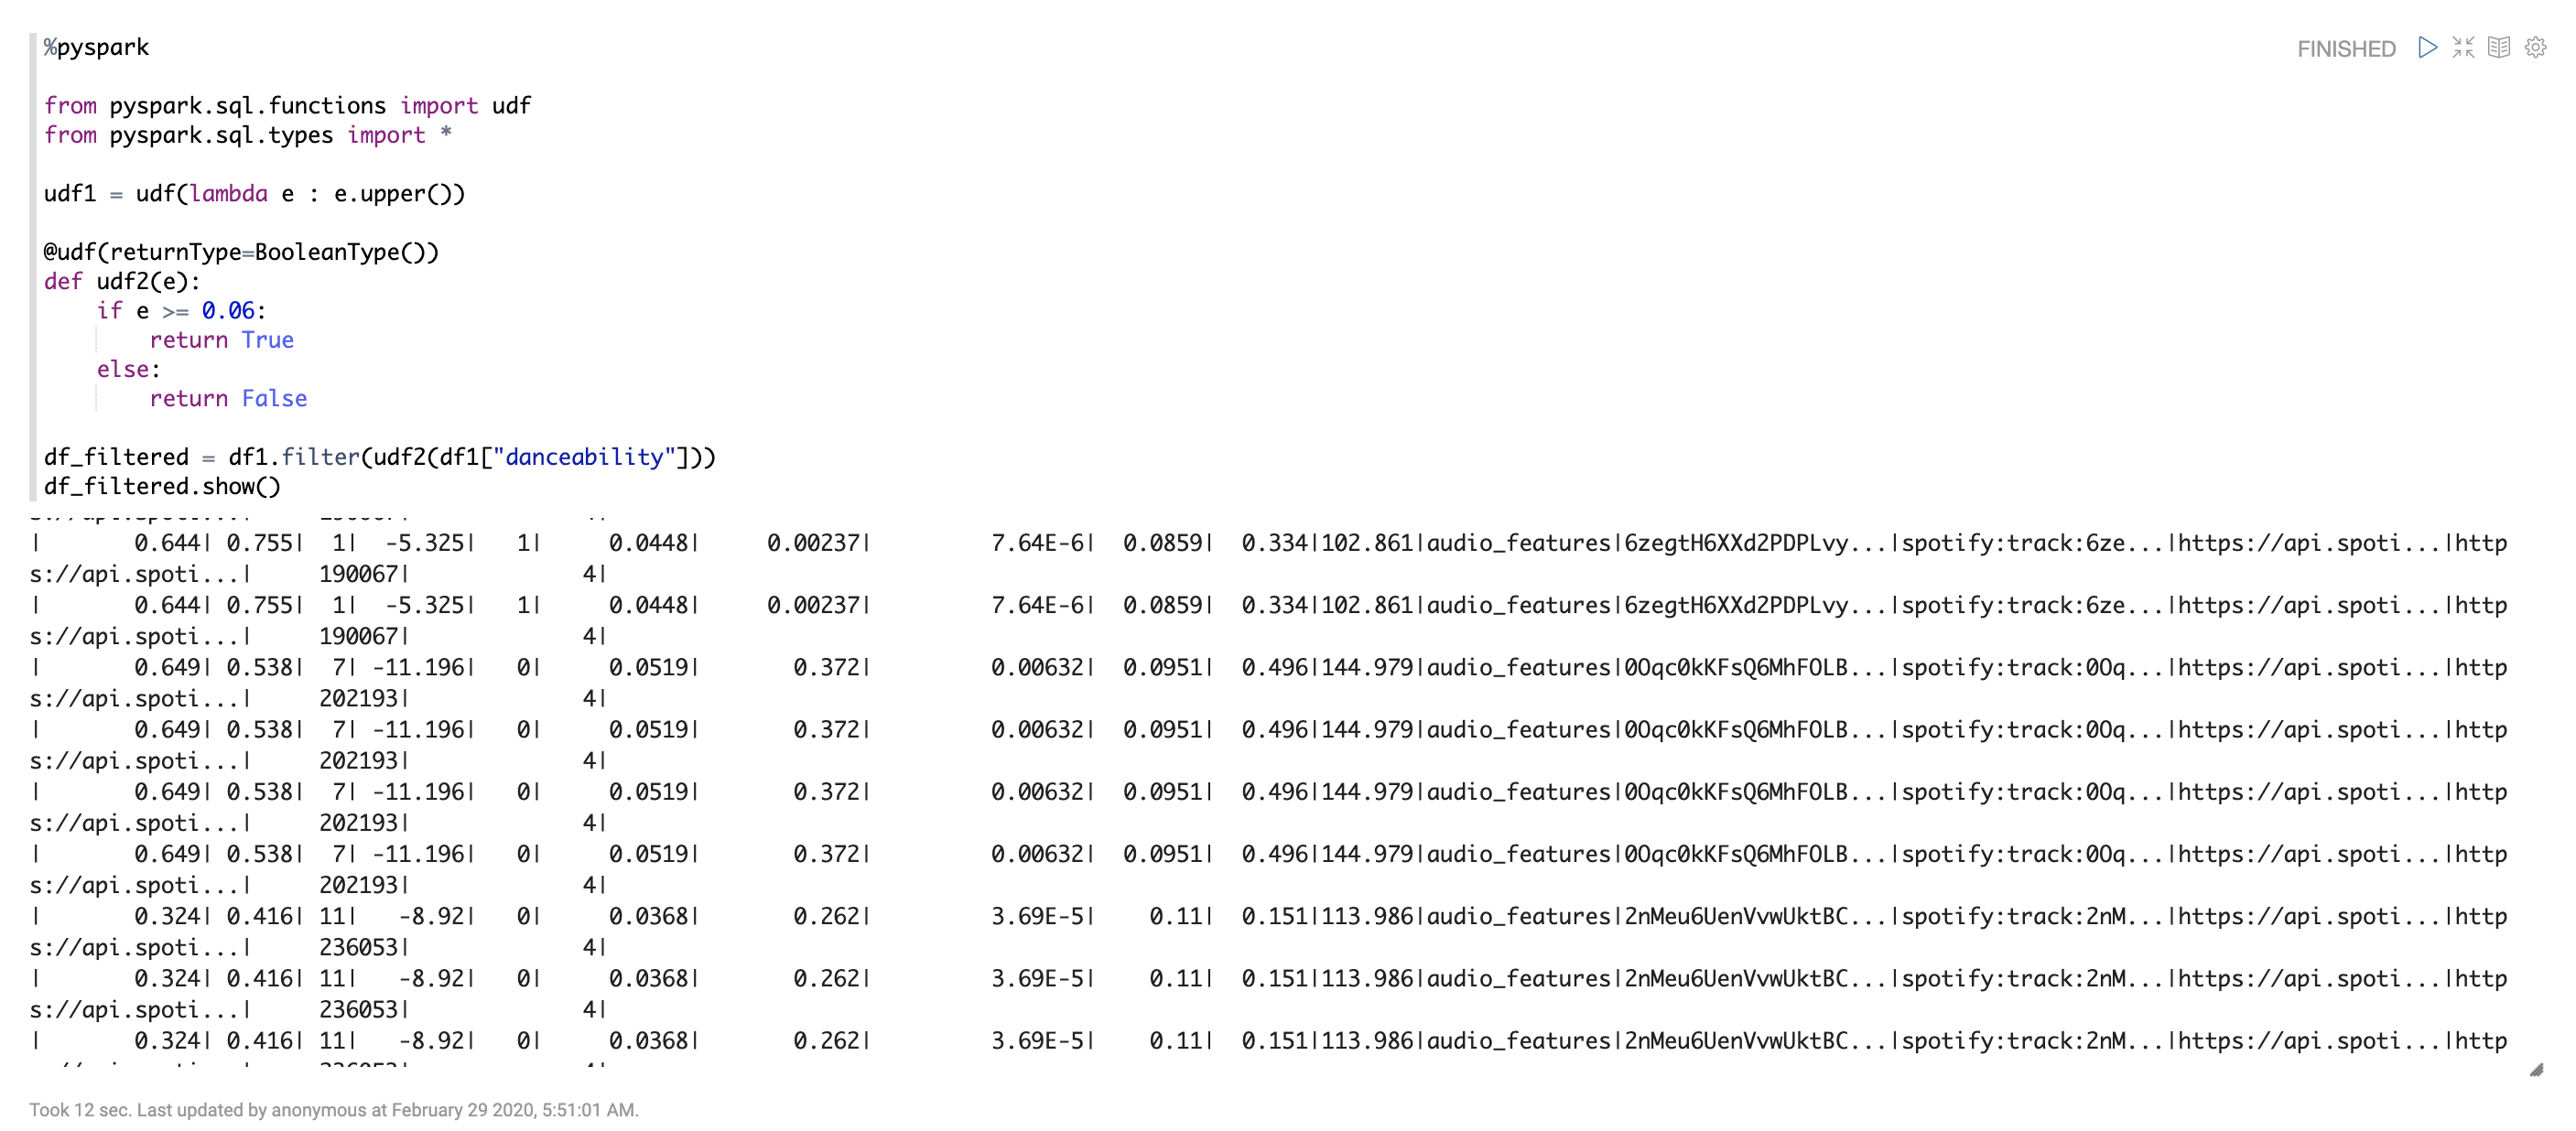 %pyspark
FINISHED
from pyspark.sql.functions import udf
from pyspark.sql.types import *
udf1 = udf(lambda e : e.upper())
@udf(returnType=BooleanType())
def udf2(e):
    if e >= 0.06:
        return True
    else:
        return False
df_filtered = df1.filter(udf2(df1["danceability"]))
df_filtered.show()
|       0.644| 0.755|  1|  -5.325|   1|     0.0448|     0.00237|         7.64E-6|  0.0859|  0.334|102.861|audio_features|6zegtH6XXd2PDPLvy...|spotify:track:6ze...|https://api.spoti...|http
s://api.spoti...|     190067|             4|
|       0.644| 0.755|  1|  -5.325|   1|     0.0448|     0.00237|         7.64E-6|  0.0859|  0.334|102.861|audio_features|6zegtH6XXd2PDPLvy...|spotify:track:6ze...|https://api.spoti...|http
s://api.spoti...|     190067|             4|
|       0.649| 0.538|  7| -11.196|   0|     0.0519|       0.372|         0.00632|  0.0951|  0.496|144.979|audio_features|0Oqc0kKFsQ6MhFOLB...|spotify:track:0Oq...|https://api.spoti...|http
s://api.spoti...|     202193|             4|
|       0.649| 0.538|  7| -11.196|   0|     0.0519|       0.372|         0.00632|  0.0951|  0.496|144.979|audio_features|0Oqc0kKFsQ6MhFOLB...|spotify:track:0Oq...|https://api.spoti...|http
s://api.spoti...|     202193|             4|
|       0.649| 0.538|  7| -11.196|   0|     0.0519|       0.372|         0.00632|  0.0951|  0.496|144.979|audio_features|0Oqc0kKFsQ6MhFOLB...|spotify:track:0Oq...|https://api.spoti...|http
s://api.spoti...|     202193|             4|
|       0.649| 0.538|  7| -11.196|   0|     0.0519|       0.372|         0.00632|  0.0951|  0.496|144.979|audio_features|0Oqc0kKFsQ6MhFOLB...|spotify:track:0Oq...|https://api.spoti...|http
s://api.spoti...|     202193|             4|
|       0.324| 0.416| 11|   -8.92|   0|     0.0368|       0.262|         3.69E-5|    0.11|  0.151|113.986|audio_features|2nMeu6UenVvwUktBC...|spotify:track:2nM...|https://api.spoti...|http
s://api.spoti...|     236053|             4|
|       0.324| 0.416| 11|   -8.92|   0|     0.0368|       0.262|         3.69E-5|    0.11|  0.151|113.986|audio_features|2nMeu6UenVvwUktBC...|spotify:track:2nM...|https://api.spoti...|http
s://api.spoti...|     236053|             4|
|       0.324| 0.416| 11|   -8.92|   0|     0.0368|       0.262|         3.69E-5|    0.11|  0.151|113.986|audio_features|2nMeu6UenVvwUktBC...|spotify:track:2nM...|https://api.spoti...|http
Took 12 sec. Last updated by anonymous at February 29 2020, 5:51:01 AM.